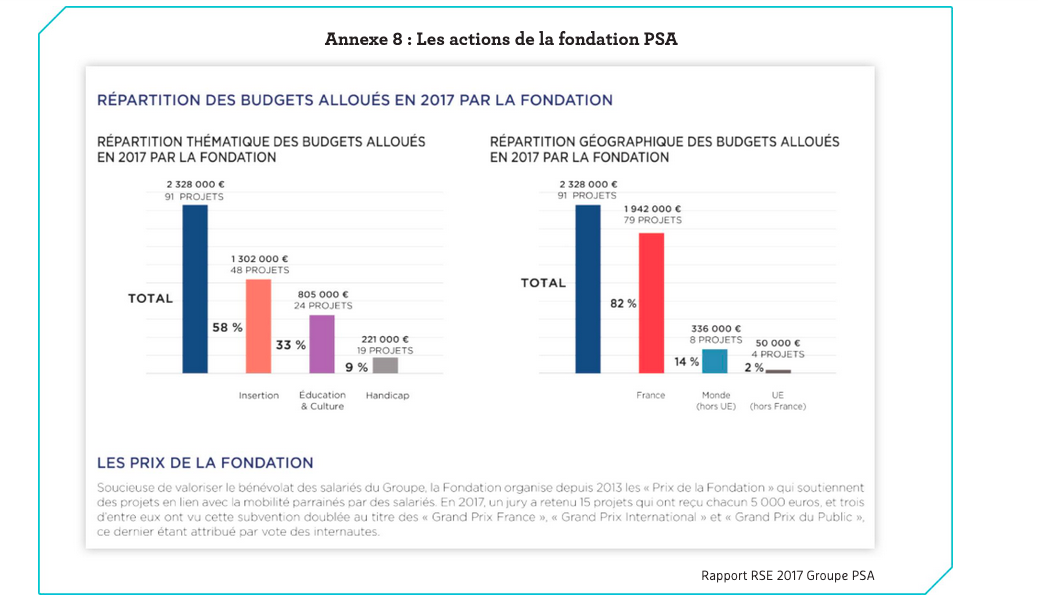 Annexe 8 : Les actions de la fondation PSA
RÉPARTITION DES BUDGETS ALLOUÉS EN 2017 PAR LA FONDATION
RÉPARTITION THÉMATIQUE DES BUDGETS ALLOUÉS
EN 2017 PAR LA FONDATION
2 328 000 €
91 PROJETS
1 302 000 €
48 PROJETS
805 000 €
24 PROJETS
221 000 €
19 PROJETS
TOTAL
58 %
33 %
9 %
Insertion
Éducation
& Culture
Handicap
RÉPARTITION GÉOGRAPHIQUE DES BUDGETS ALLOUÉS
EN 2017 PAR LA FONDATION
2 328 000 €
91 PROJETS
1 942 000 €
79 PROJETS
336 000 €
8 PROJETS
50 000 €
4 PROJETS
TOTAL
82 %
14 %
2 %
France
Monde
(hors UE)
UE
(hors France)
LES PRIX DE LA FONDATION
Soucieuse de valoriser le bénévolat des salariés du Groupe, la Fondation organise depuis 2013 les « Prix de la Fondation » qui soutiennent
des projets en lien avec la mobilité parrainés par des salariés. En 2017, un jury a retenu 15 projets qui ont reçu chacun 5 000 euros, et trois
d'entre eux ont vu cette subvention doublée au titre des « Grand Prix France », « Grand Prix International » et « Grand Prix du Public »,
ce dernier étant attribué par vote des internautes.
Rapport RSE 2017 Groupe PSA